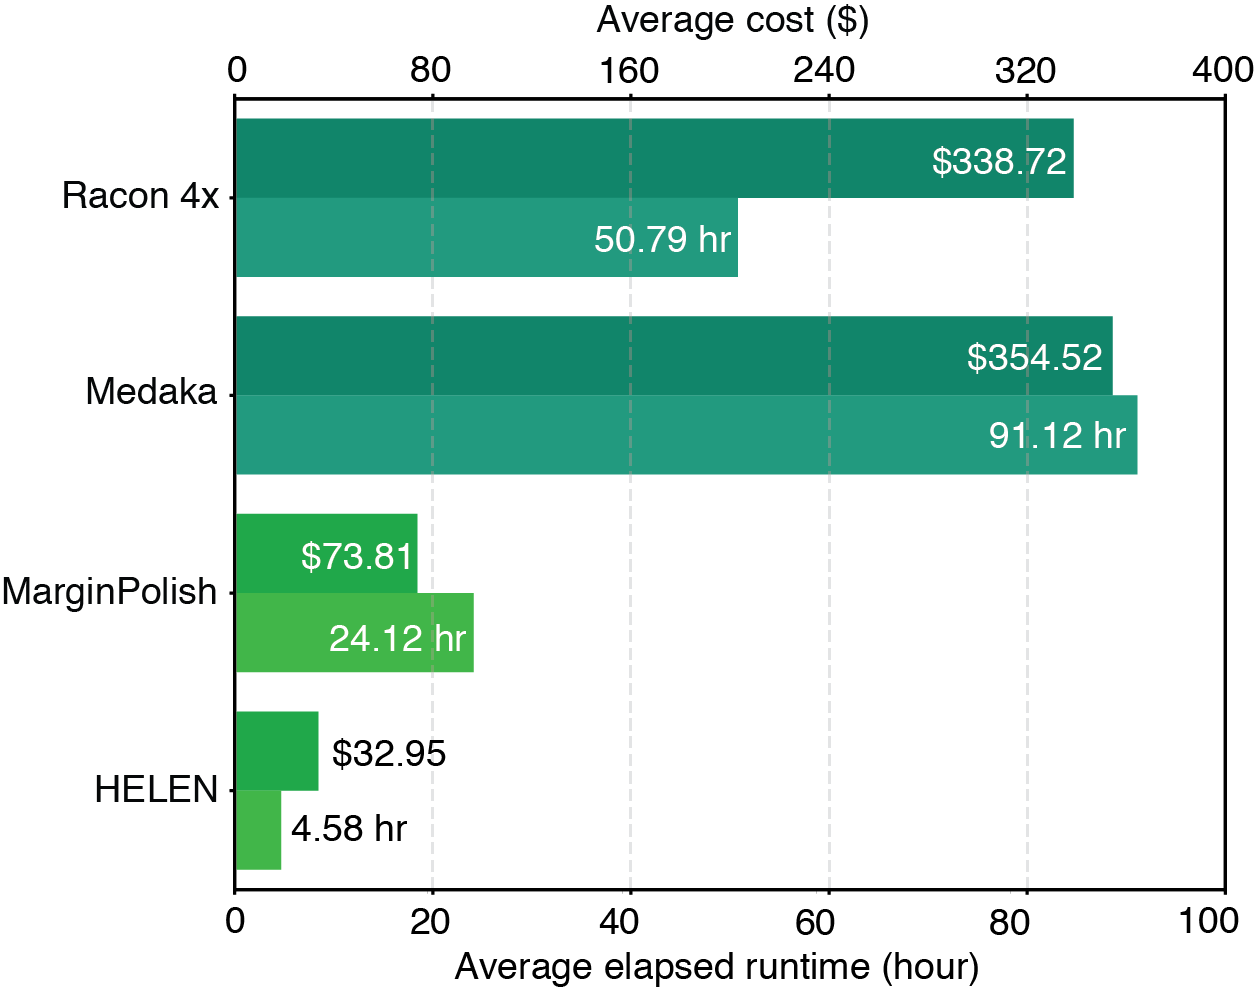 Average cost ($)
0 80 160 240 320 400
Racon 4x
$338.72
50.79 hr
Medaka
$354.52
91.12 hr
MarginPolish
$73.81
24.12 hr
HELEN
$32.95
4.58 hr
0 20 40 60 80 100
Average elapsed runtime (hour)